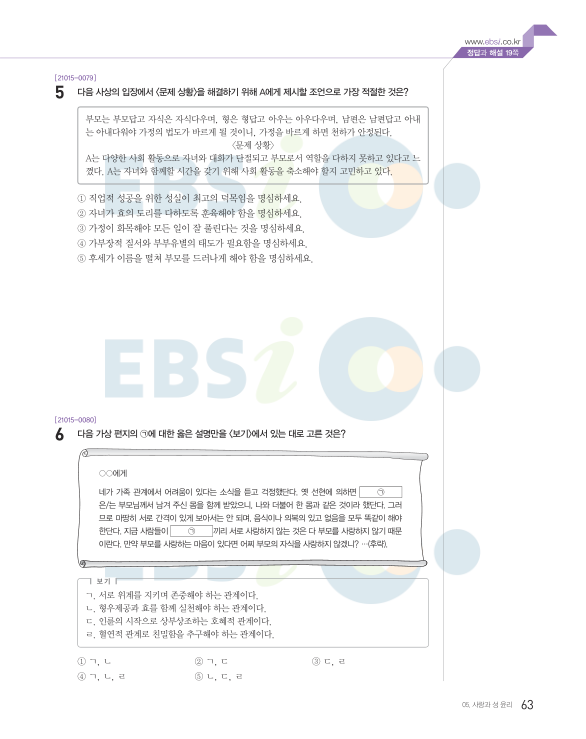 www.ebsi.co.kr
정답과 해설 19쪽
[21015-0079]
5 다음 사상의 입장에서 〈문제 상황〉을 해결하기 위해 A에게 제시할 조언으로 가장 적절한 것은?
부모는 부모답고 자식은 자식다우며, 형은 형답고 아우는 아우다우며, 남편은 남편답고 아내
는 아내다워야 가정의 법도가 바르게 될 것이니, 가정을 바르게 하면 천하가 안정된다.
〈문제 상황〉
A는 다양한 사회 활동으로 자녀와 대화가 단절되고 부모로서 역할을 다하지 못하고 있다고 느
꼈다. A는 자녀와 함께할 시간을 갖기 위해 사회 활동을 축소해야 할지 고민하고 있다.
① 직업적 성공을 위한 성실이 최고의 덕목임을 명심하세요.
② 자녀가 효의 도리를 다하도록 훈육해야 함을 명심하세요.
③ 가정이 화목해야 모든 일이 잘 풀린다는 것을 명심하세요.
④ 가부장적 질서와 부부유별의 태도가 필요함을 명심하세요.
⑤ 후세가 이름을 떨쳐 부모를 드러나게 해야 함을 명심하세요.
EBSi
[21015-0080]
6 다음 가상 편지의 ㉠에 대한 옳은 설명만을 〈보기〉에서 있는 대로 고른 것은?
○○에게
네가 가족 관계에서 어려움이 있다는 소식을 듣고 걱정했단다. 옛 선현에 의하면 ㉠
은/는 부모님께서 남겨 주신 몸을 함께 받았으니, 나와 더불어 한 몸과 같은 것이라 했단다. 그러
므로 마땅히 서로 간격이 있게 보아서는 안 되며, 음식이나 의복의 있고 없음을 모두 똑같이 해야
한단다. 지금 사람들이 ㉠ 끼리 서로 사랑하지 않는 것은 다 부모를 사랑하지 않기 때문
이란다. 만약 부모를 사랑하는 마음이 있다면 어찌 부모의 자식을 사랑하지 않겠니? …(후략).
보기
ㄱ. 서로 위계를 지키며 존중해야 하는 관계이다.
ㄴ. 형우제공과 효를 함께 실천해야 하는 관계이다.
ㄷ. 인륜의 시작으로 상부상조하는 호혜적 관계이다.
ㄹ. 혈연적 관계로 친밀함을 추구해야 하는 관계이다.
① ㄱ, ㄴ ② ㄱ, ㄷ ③ ㄷ, ㄹ
④ ㄱ, ㄴ, ㄹ ⑤ ㄴ, ㄷ, ㄹ
05. 사랑과 성 윤리 63